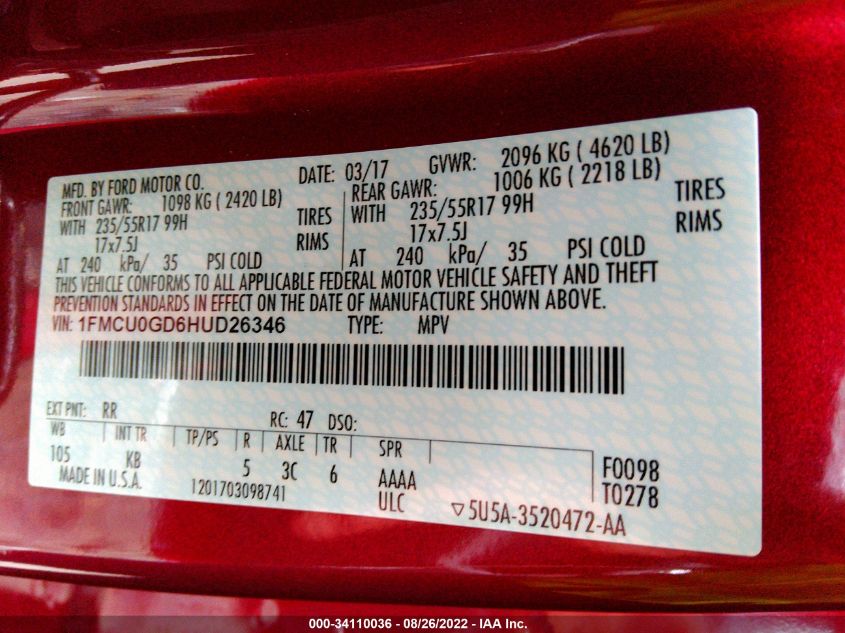 MFD. BY FORD MOTOR CO. DATE: 03/17 GVWR: 2096 KG ( 4620 LB)
FRONT GAWR: 1098 KG ( 2420 LB) REAR GAWR: 1006 KG ( 2218 LB)
WITH 235/55R17 99H TIRES WITH 235/55R17 99H TIRES
17x7.5J RIMS 17x7.5J RIMS
AT 240 kPa/ 35 PSI COLD AT 240 kPa/ 35 PSI COLD
THIS VEHICLE CONFORMS TO ALL APPLICABLE FEDERAL MOTOR VEHICLE SAFETY AND THEFT
PREVENTION STANDARDS IN EFFECT ON THE DATE OF MANUFACTURE SHOWN ABOVE.
VIN: 1FMCU0GD6HUD26346 TYPE: MPV
EXT PNT: RR RC: 47 DSO:
WB INT TR TP/PS R AXLE TR SPR
105 KB 5 3C 6 AAAA F0098
MADE IN U.S.A. 1201703098741 ULC T0278
▽5U5A-3520472-AA
000-34110036 - 08/26/2022 - IAA Inc.